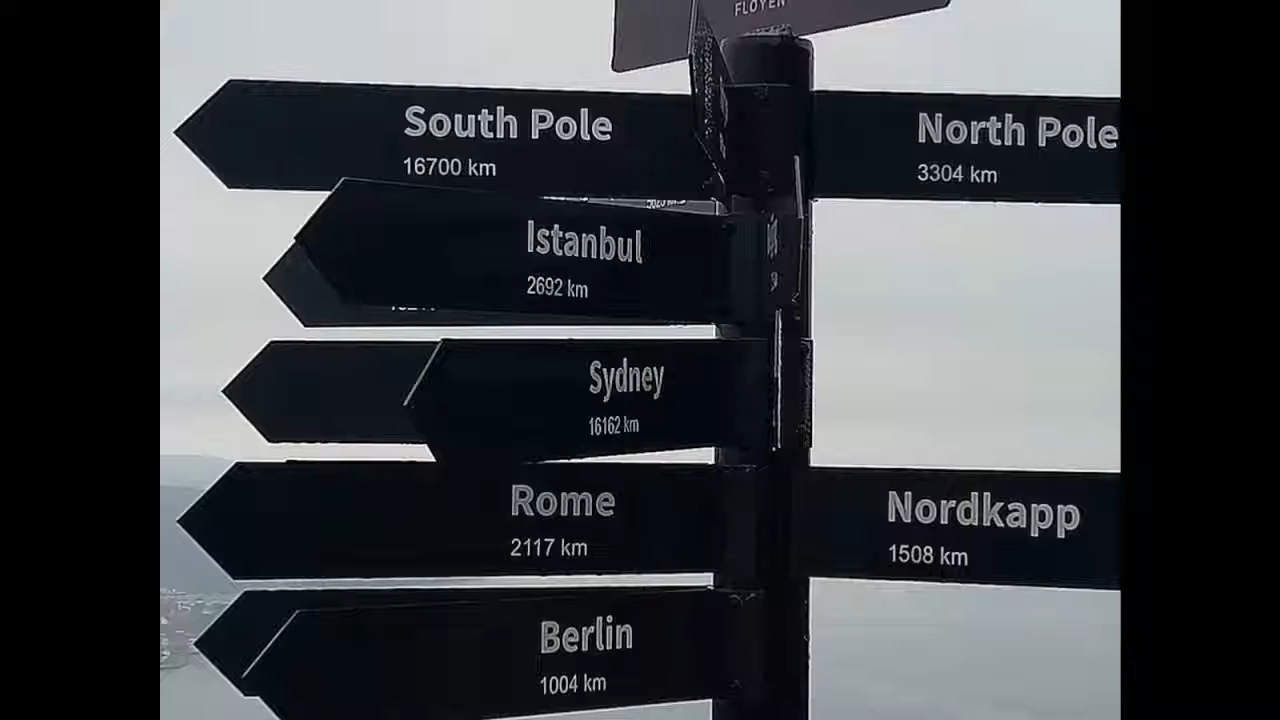 FLØYEN
South Pole
16700 km
North Pole
3304 km
Istanbul
2692 km
Sydney
16162 km
Rome
2117 km
Nordkapp
1508 km
Berlin
1004 km